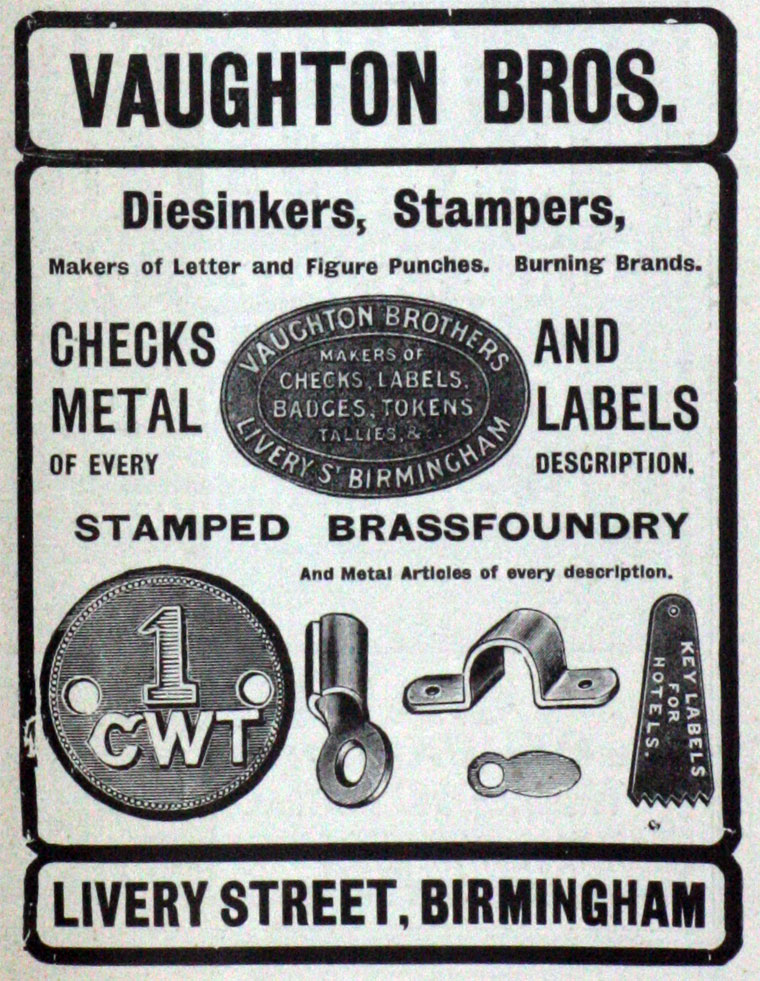 VAUGHTON BROS.
Diesinkers, Stampers,
Makers of Letter and Figure Punches. Burning Brands.
CHECKS AND
METAL LABELS
OF EVERY DESCRIPTION.
VAUGHTON BROTHERS
MAKERS OF
CHECKS, LABELS,
BADGES, TOKENS
TALLIES, &
LIVERY ST BIRMINGHAM
STAMPED BRASSFOUNDRY
And Metal Articles of every description.
1
CWT
KEY LABELS
FOR
HOTELS.
LIVERY STREET, BIRMINGHAM